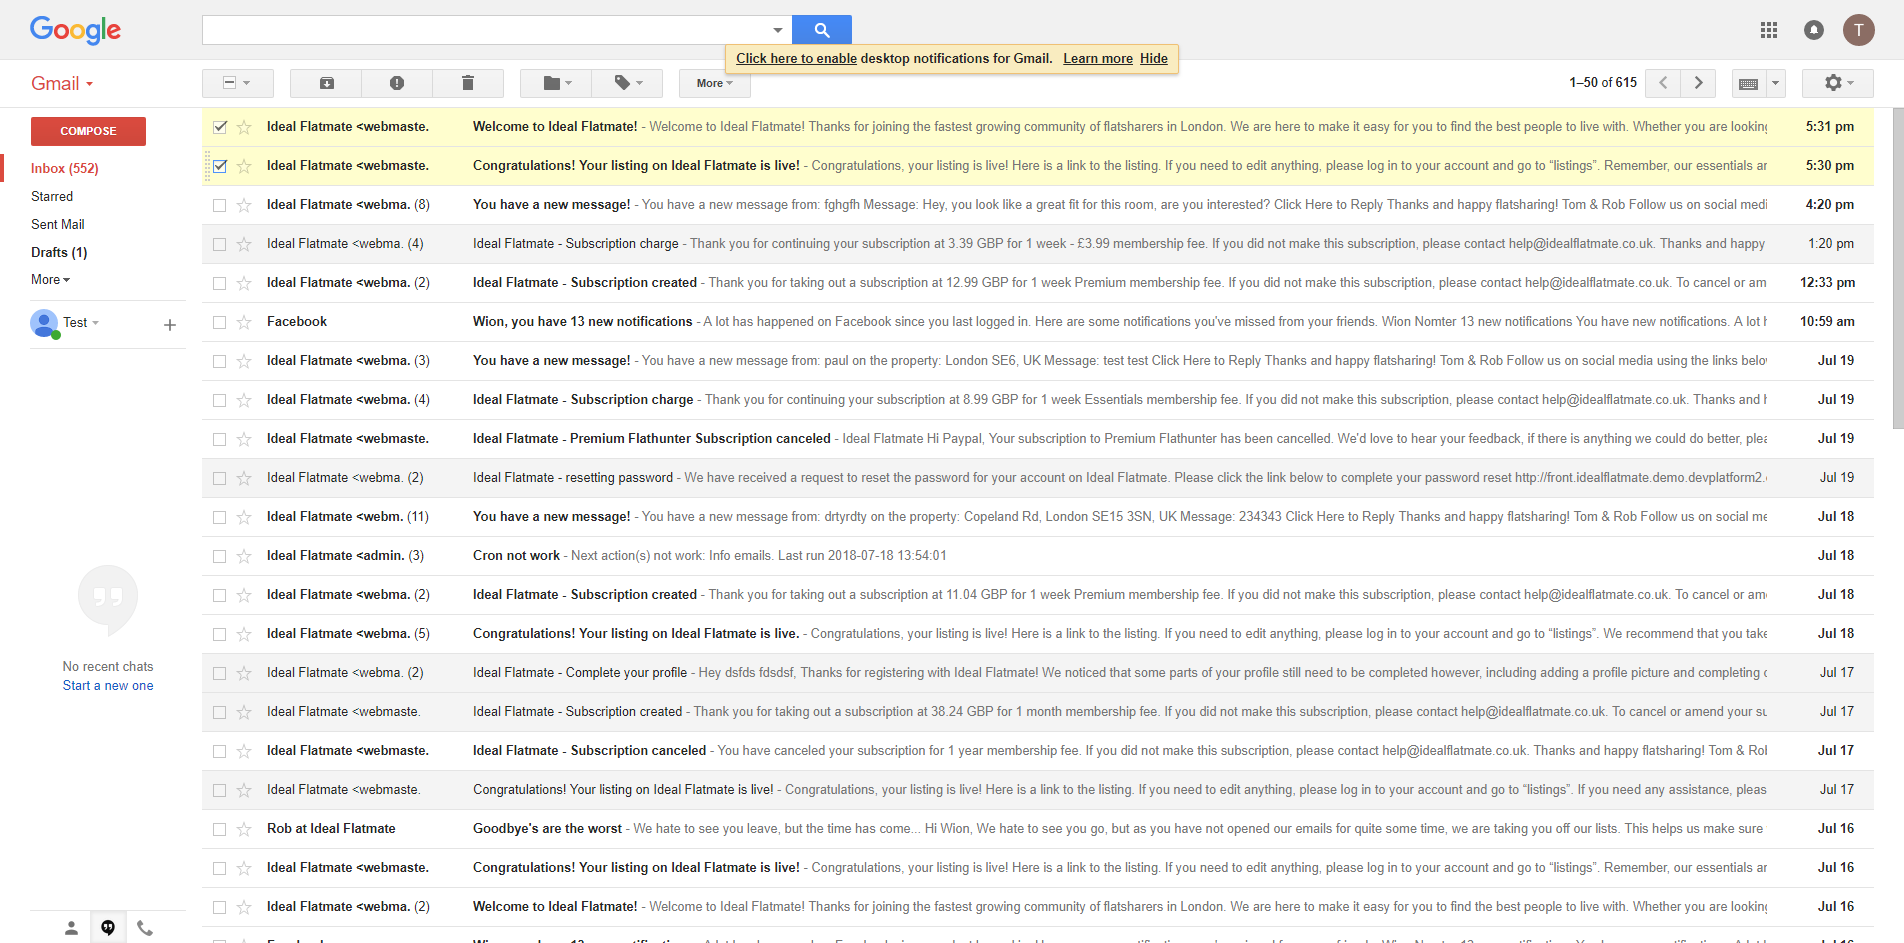 Google
Click here to enable desktop notifications for Gmail. Learn more Hide
T
Gmail
More
1–50 of 615
COMPOSE
Inbox (552)
Starred
Sent Mail
Drafts (1)
More
Test
No recent chats
Start a new one
Ideal Flatmate <webmaste. Welcome to Ideal Flatmate! - Welcome to Ideal Flatmate! Thanks for joining the fastest growing community of flatsharers in London. We are here to make it easy for you to find the best people to live with. Whether you are looking 5:31 pm
Ideal Flatmate <webmaste. Congratulations! Your listing on Ideal Flatmate is live! - Congratulations, your listing is live! Here is a link to the listing. If you need to edit anything, please log in to your account and go to “listings”. Remember, our essentials ar 5:30 pm
Ideal Flatmate <webma. (8) You have a new message! - You have a new message from: fghgfh Message: Hey, you look like a great fit for this room, are you interested? Click Here to Reply Thanks and happy flatsharing! Tom & Rob Follow us on social medi 4:20 pm
Ideal Flatmate <webma. (4) Ideal Flatmate - Subscription charge - Thank you for continuing your subscription at 3.39 GBP for 1 week - £3.99 membership fee. If you did not make this subscription, please contact help@idealflatmate.co.uk. Thanks and happy 1:20 pm
Ideal Flatmate <webma. (2) Ideal Flatmate - Subscription created - Thank you for taking out a subscription at 12.99 GBP for 1 week Premium membership fee. If you did not make this subscription, please contact help@idealflatmate.co.uk. To cancel or am 12:33 pm
Facebook Wion, you have 13 new notifications - A lot has happened on Facebook since you last logged in. Here are some notifications you've missed from your friends. Wion Nomter 13 new notifications You have new notifications. A lot h 10:59 am
Ideal Flatmate <webma. (3) You have a new message! - You have a new message from: paul on the property: London SE6, UK Message: test test Click Here to Reply Thanks and happy flatsharing! Tom & Rob Follow us on social media using the links belov Jul 19
Ideal Flatmate <webma. (4) Ideal Flatmate - Subscription charge - Thank you for continuing your subscription at 8.99 GBP for 1 week Essentials membership fee. If you did not make this subscription, please contact help@idealflatmate.co.uk. Thanks and h Jul 19
Ideal Flatmate <webmaste. Ideal Flatmate - Premium Flathunter Subscription canceled - Ideal Flatmate Hi Paypal, Your subscription to Premium Flathunter has been cancelled. We'd love to hear your feedback, if there is anything we could do better, plea Jul 19
Ideal Flatmate <webma. (2) Ideal Flatmate - resetting password - We have received a request to reset the password for your account on Ideal Flatmate. Please click the link below to complete your password reset http://front.idealflatmate.demo.devplatform2.c Jul 19
Ideal Flatmate <webm. (11) You have a new message! - You have a new message from: drtyrdty on the property: Copeland Rd, London SE15 3SN, UK Message: 234343 Click Here to Reply Thanks and happy flatsharing! Tom & Rob Follow us on social me Jul 18
Ideal Flatmate <admin. (3) Cron not work - Next action(s) not work: Info emails. Last run 2018-07-18 13:54:01 Jul 18
Ideal Flatmate <webma. (2) Ideal Flatmate - Subscription created - Thank you for taking out a subscription at 11.04 GBP for 1 week Premium membership fee. If you did not make this subscription, please contact help@idealflatmate.co.uk. To cancel or ame Jul 18
Ideal Flatmate <webma. (5) Congratulations! Your listing on Ideal Flatmate is live. - Congratulations, your listing is live! Here is a link to the listing. If you need to edit anything, please log in to your account and go to “listings”. We recommend that you take Jul 18
Ideal Flatmate <webma. (2) Ideal Flatmate - Complete your profile - Hey dsfds fdsdsf, Thanks for registering with Ideal Flatmate! We noticed that some parts of your profile still need to be completed however, including adding a profile picture and completing Jul 17
Ideal Flatmate <webmaste. Ideal Flatmate - Subscription created - Thank you for taking out a subscription at 38.24 GBP for 1 month membership fee. If you did not make this subscription, please contact help@idealflatmate.co.uk. To cancel or amend your su Jul 17
Ideal Flatmate <webmaste. Ideal Flatmate - Subscription canceled - You have canceled your subscription for 1 year membership fee. If you did not make this subscription, please contact help@idealflatmate.co.uk. Thanks and happy flatsharing! Tom & Rob Jul 17
Ideal Flatmate <webmaste. Congratulations! Your listing on Ideal Flatmate is live! - Congratulations, your listing is live! Here is a link to the listing. If you need to edit anything, please log in to your account and go to “listings”. If you need any assistance, pleas Jul 17
Rob at Ideal Flatmate Goodbye's are the worst - We hate to see you leave, but the time has come... Hi Wion, We hate to see you go, but as you have not opened our emails for quite some time, we are taking you off our lists. This helps us make sure Jul 16
Ideal Flatmate <webmaste. Congratulations! Your listing on Ideal Flatmate is live! - Congratulations, your listing is live! Here is a link to the listing. If you need to edit anything, please log in to your account and go to “listings”. Remember, our essentials ar Jul 16
Ideal Flatmate <webma. (2) Welcome to Ideal Flatmate! - Welcome to Ideal Flatmate! Thanks for joining the fastest growing community of flatsharers in London. We are here to make it easy for you to find the best people to live with. Whether you are looking Jul 16